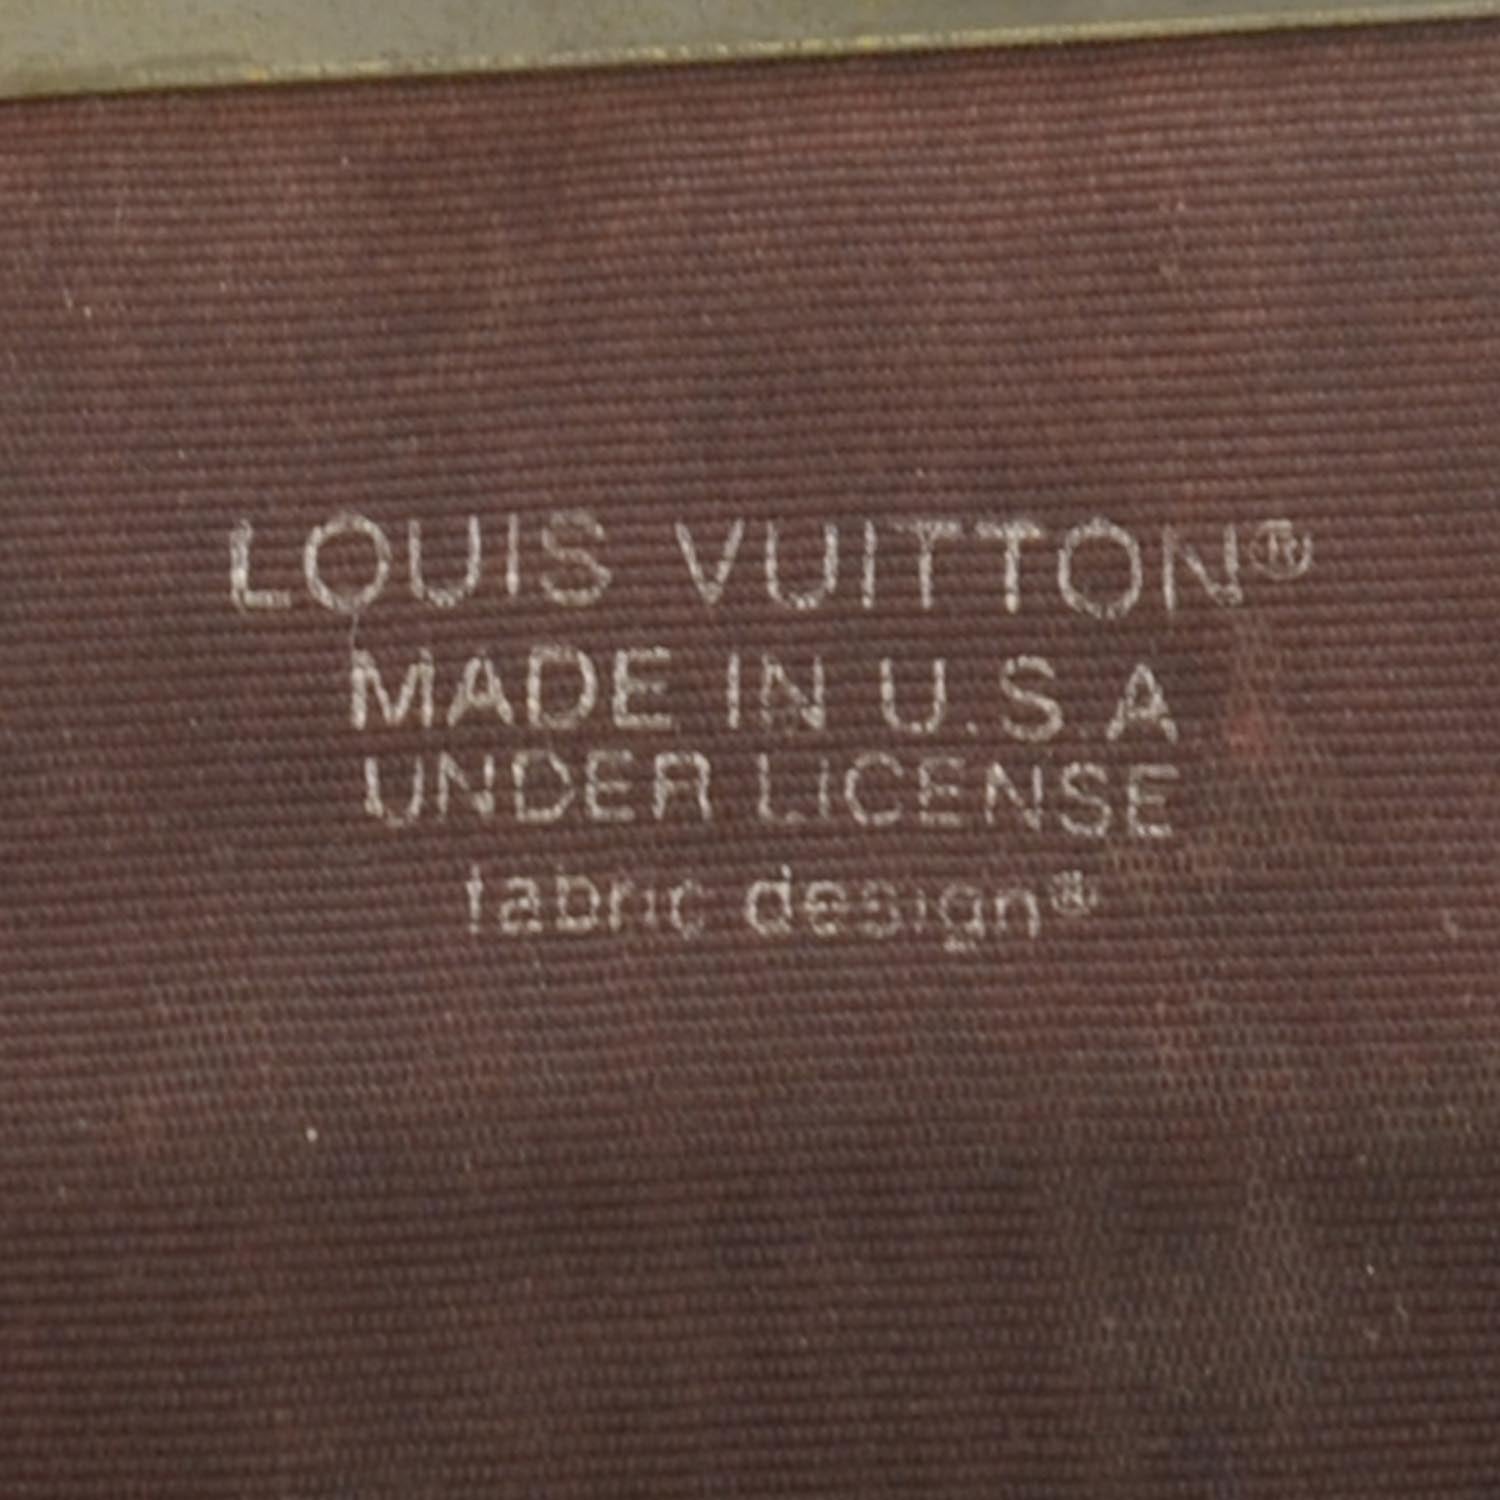 LOUIS VUITTON®
MADE IN U.S.A
UNDER LICENSE
fabric design®